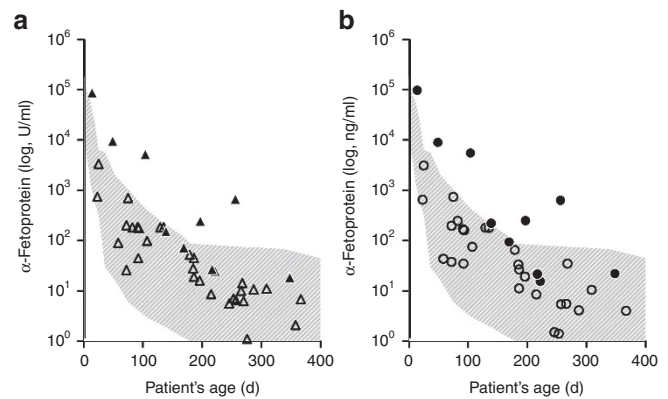 a
10⁶
10⁵
10⁴
10³
10²
10¹
10⁰
α-Fetoprotein (log, U/ml)
0 100 200 300 400
Patient's age (d)
b
10⁶
10⁵
10⁴
10³
10²
10¹
10⁰
α-Fetoprotein (log, ng/ml)
0 100 200 300 400
Patient's age (d)